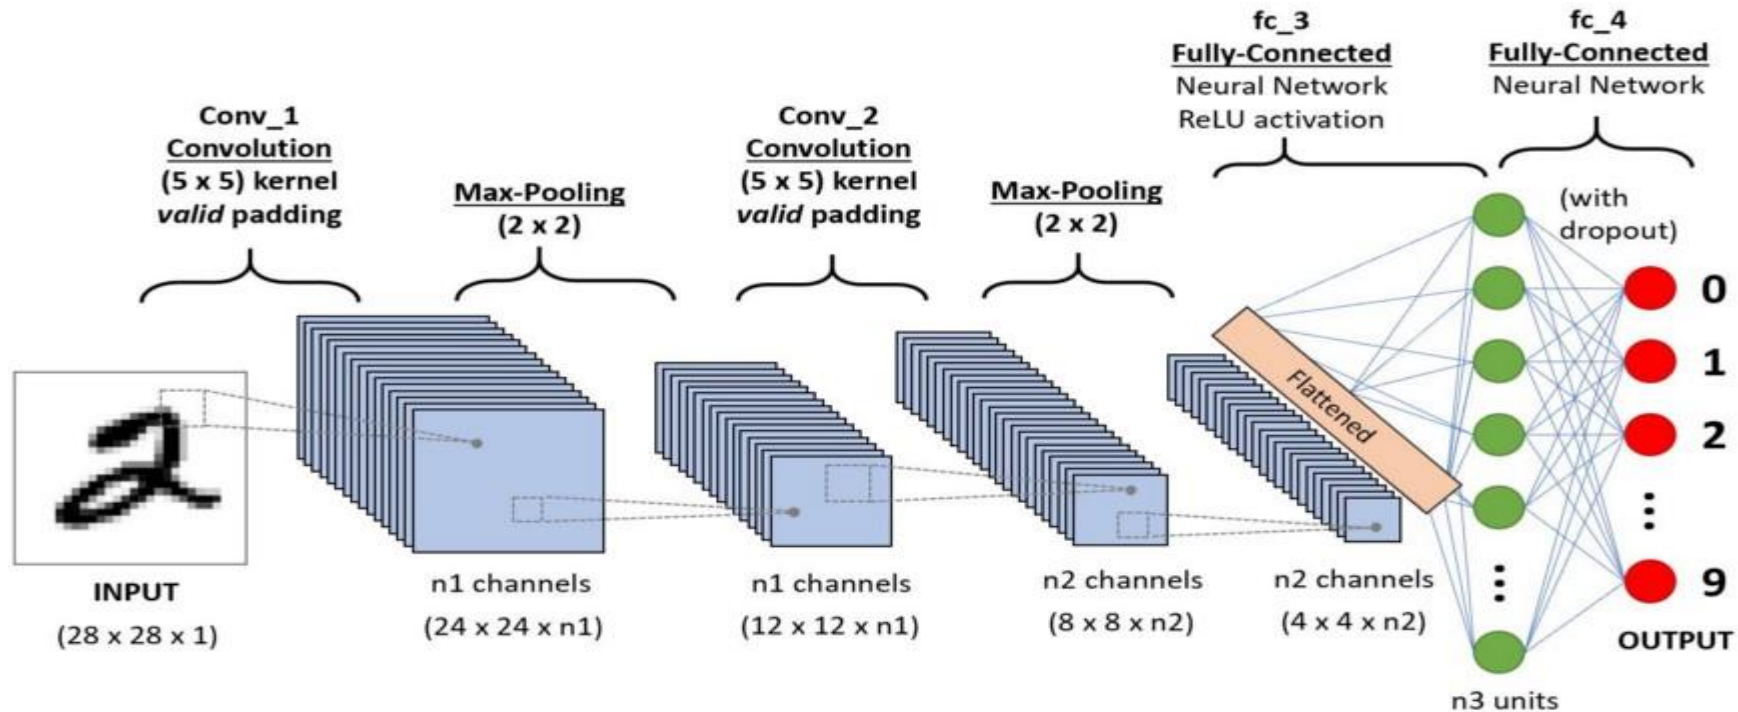 Conv_1
Convolution
(5 x 5) kernel
valid padding
Max-Pooling
(2 x 2)
Conv_2
Convolution
(5 x 5) kernel
valid padding
Max-Pooling
(2 x 2)
fc_3
Fully-Connected
Neural Network
ReLU activation
fc_4
Fully-Connected
Neural Network
(with
dropout)
2
Flattened
0
1
2
9
INPUT
(28 x 28 x 1)
n1 channels
(24 x 24 x n1)
n1 channels
(12 x 12 x n1)
n2 channels
(8 x 8 x n2)
n2 channels
(4 x 4 x n2)
OUTPUT
n3 units